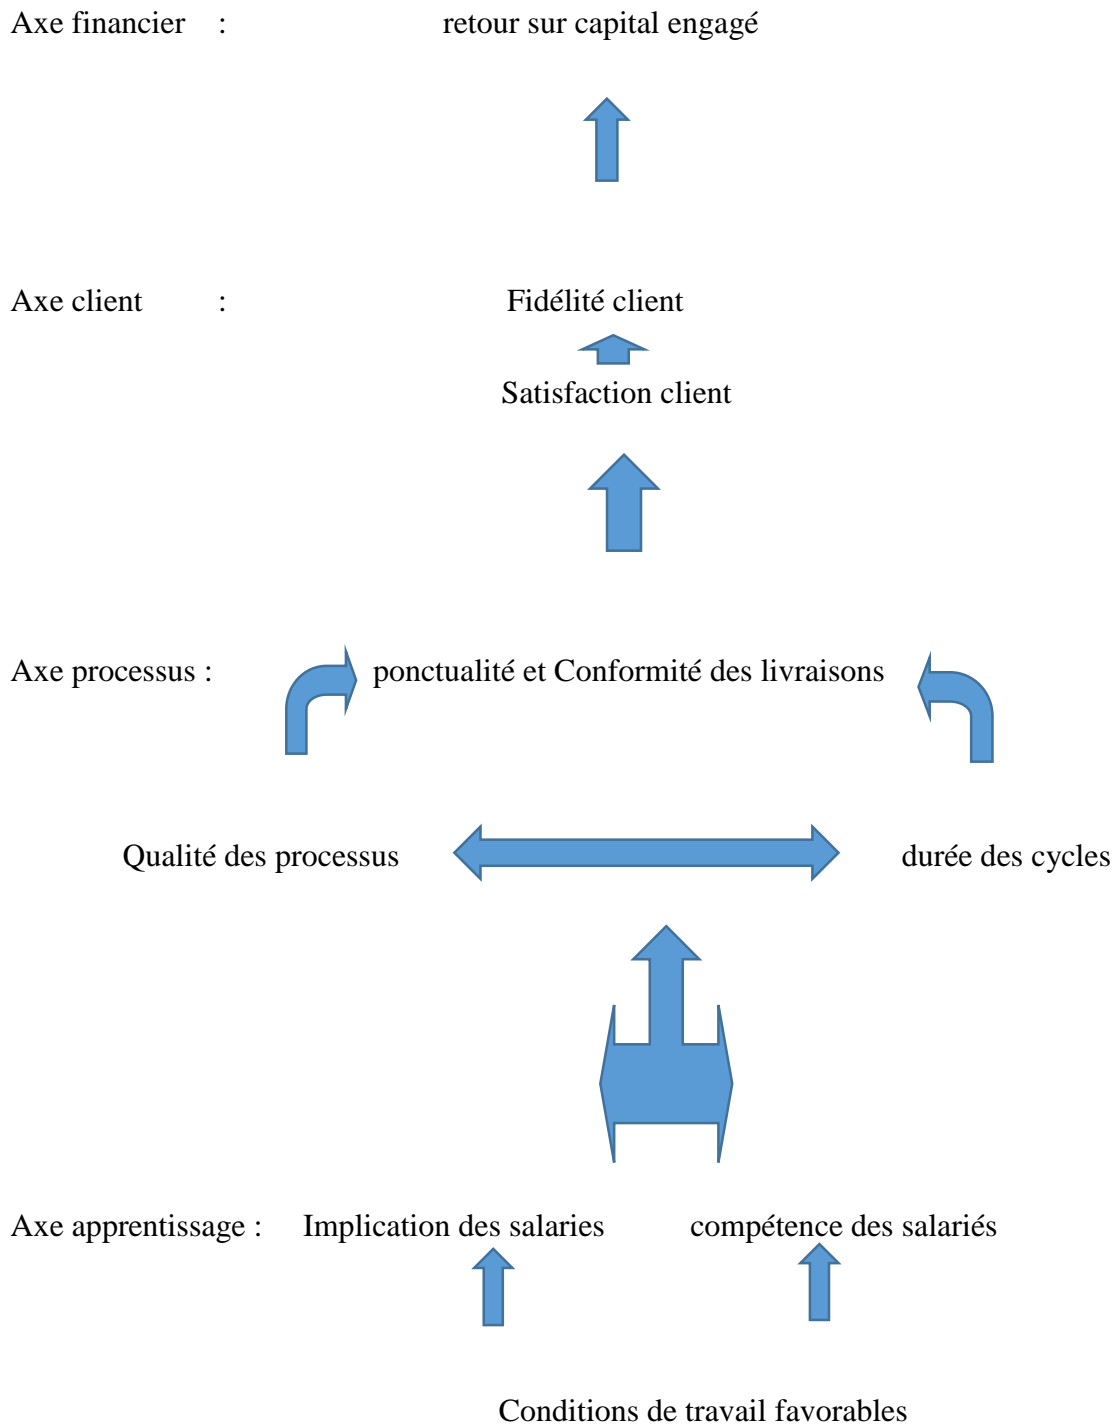 Axe financier : retour sur capital engagé
Axe client : Fidélité client
Satisfaction client
Axe processus : ponctualité et Conformité des livraisons
Qualité des processus durée des cycles
Axe apprentissage : Implication des salaries compétence des salariés
Conditions de travail favorables